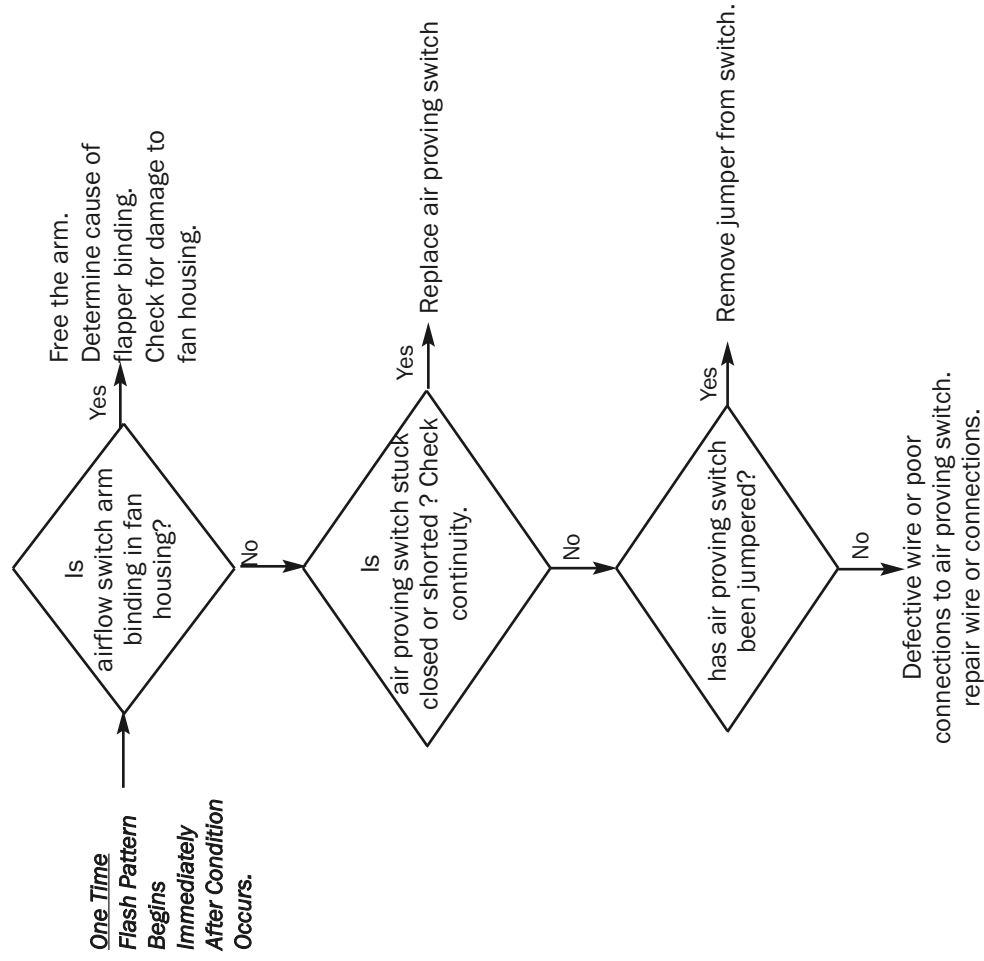 One Time
Flash Pattern
Begins
Immediately
After Condition
Occurs.
Is
airflow switch arm
binding in fan
housing?
Yes
Free the arm.
Determine cause of
flapper binding.
Check for damage to
fan housing.
No
Is
air proving switch stuck
closed or shorted ? Check
continuity.
Yes
Replace air proving switch
No
has air proving switch
been jumpered?
Yes
Remove jumper from switch.
No
Defective wire or poor
connections to air proving switch.
repair wire or connections.